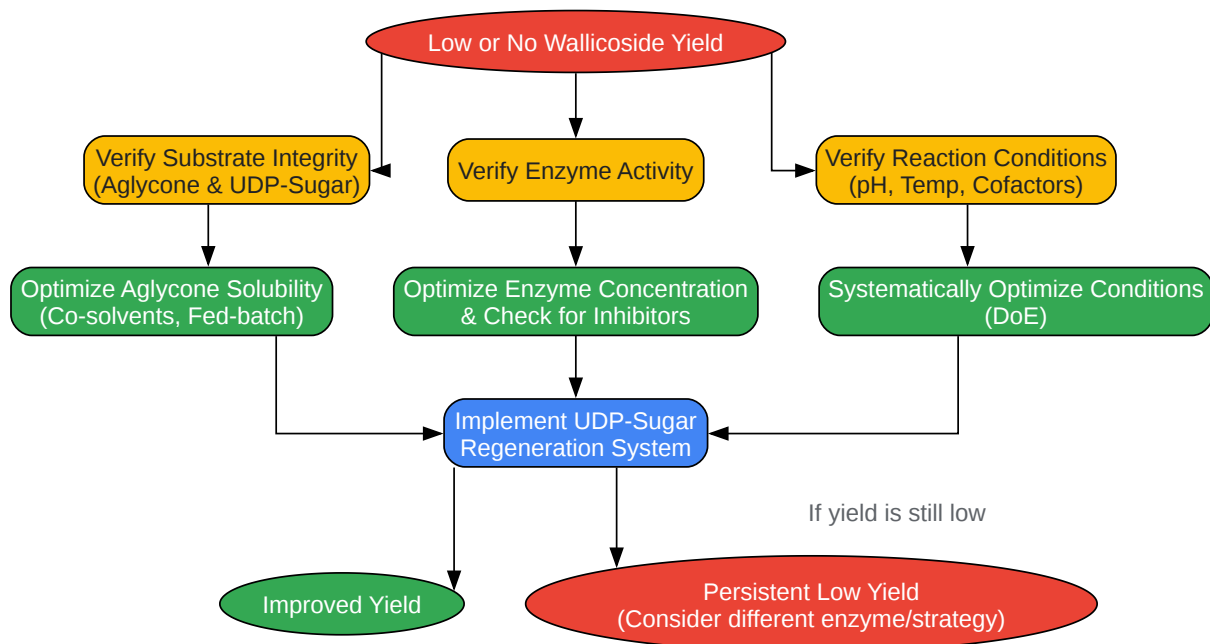 Low or No Wallicoside Yield
Verify Substrate Integrity
(Aglycone & UDP-Sugar)
Verify Enzyme Activity
Verify Reaction Conditions
(pH, Temp, Cofactors)
Optimize Aglycone Solubility
(Co-solvents, Fed-batch)
Optimize Enzyme Concentration
& Check for Inhibitors
Systematically Optimize Conditions
(DoE)
Implement UDP-Sugar
Regeneration System
If yield is still low
Improved Yield
Persistent Low Yield
(Consider different enzyme/strategy)